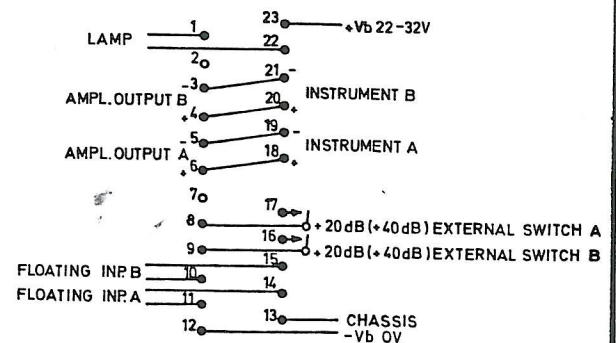 23 +Vb 22-32V
1
LAMP
22
2
21 -
-3
INSTRUMENT B
AMPL. OUTPUT B
20 +
+4
19 -
-5
INSTRUMENT A
AMPL. OUTPUT A
18 +
+6
7
17
8 +20dB (+40dB) EXTERNAL SWITCH A
16
9 +20dB (+40dB) EXTERNAL SWITCH B
15
FLOATING INP. B 10
14
FLOATING INP. A 11
13 CHASSIS
12 -Vb 0V